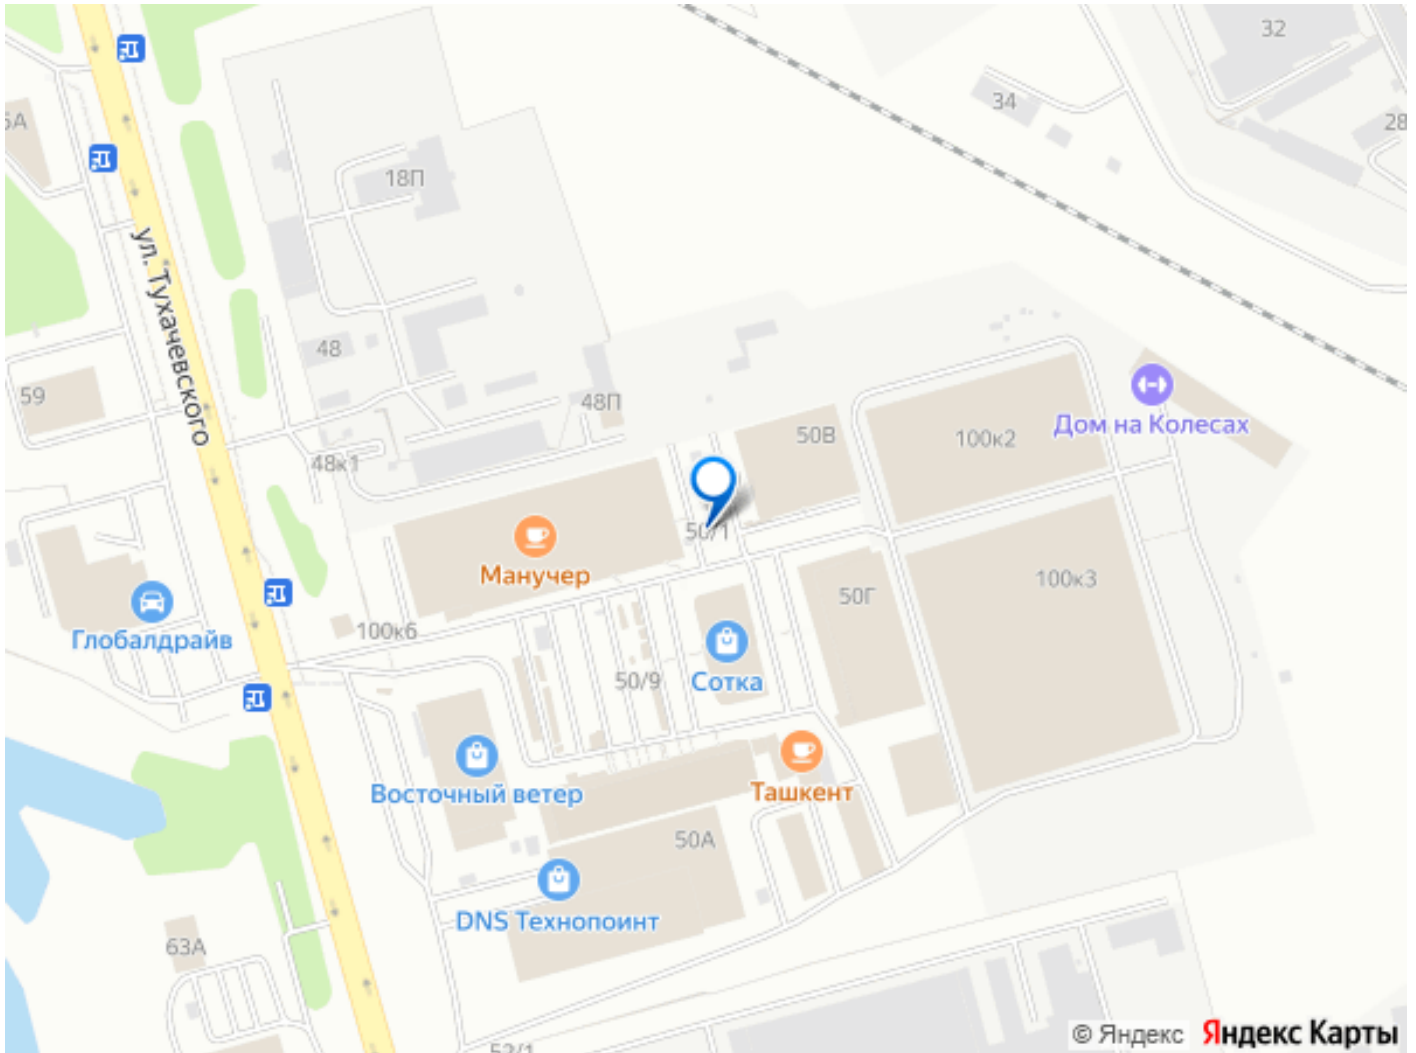 32
34
28
18П
ул. Тухачевского
48
59
48П
50В
100к2
Дом на Колесах
48к1
50/1
Манучер
100к3
50Г
Глобалдрайв
100к6
50/9
Сотка
Восточный ветер
Ташкент
50А
DNS Технопоинт
63А
© Яндекс Яндекс Карты